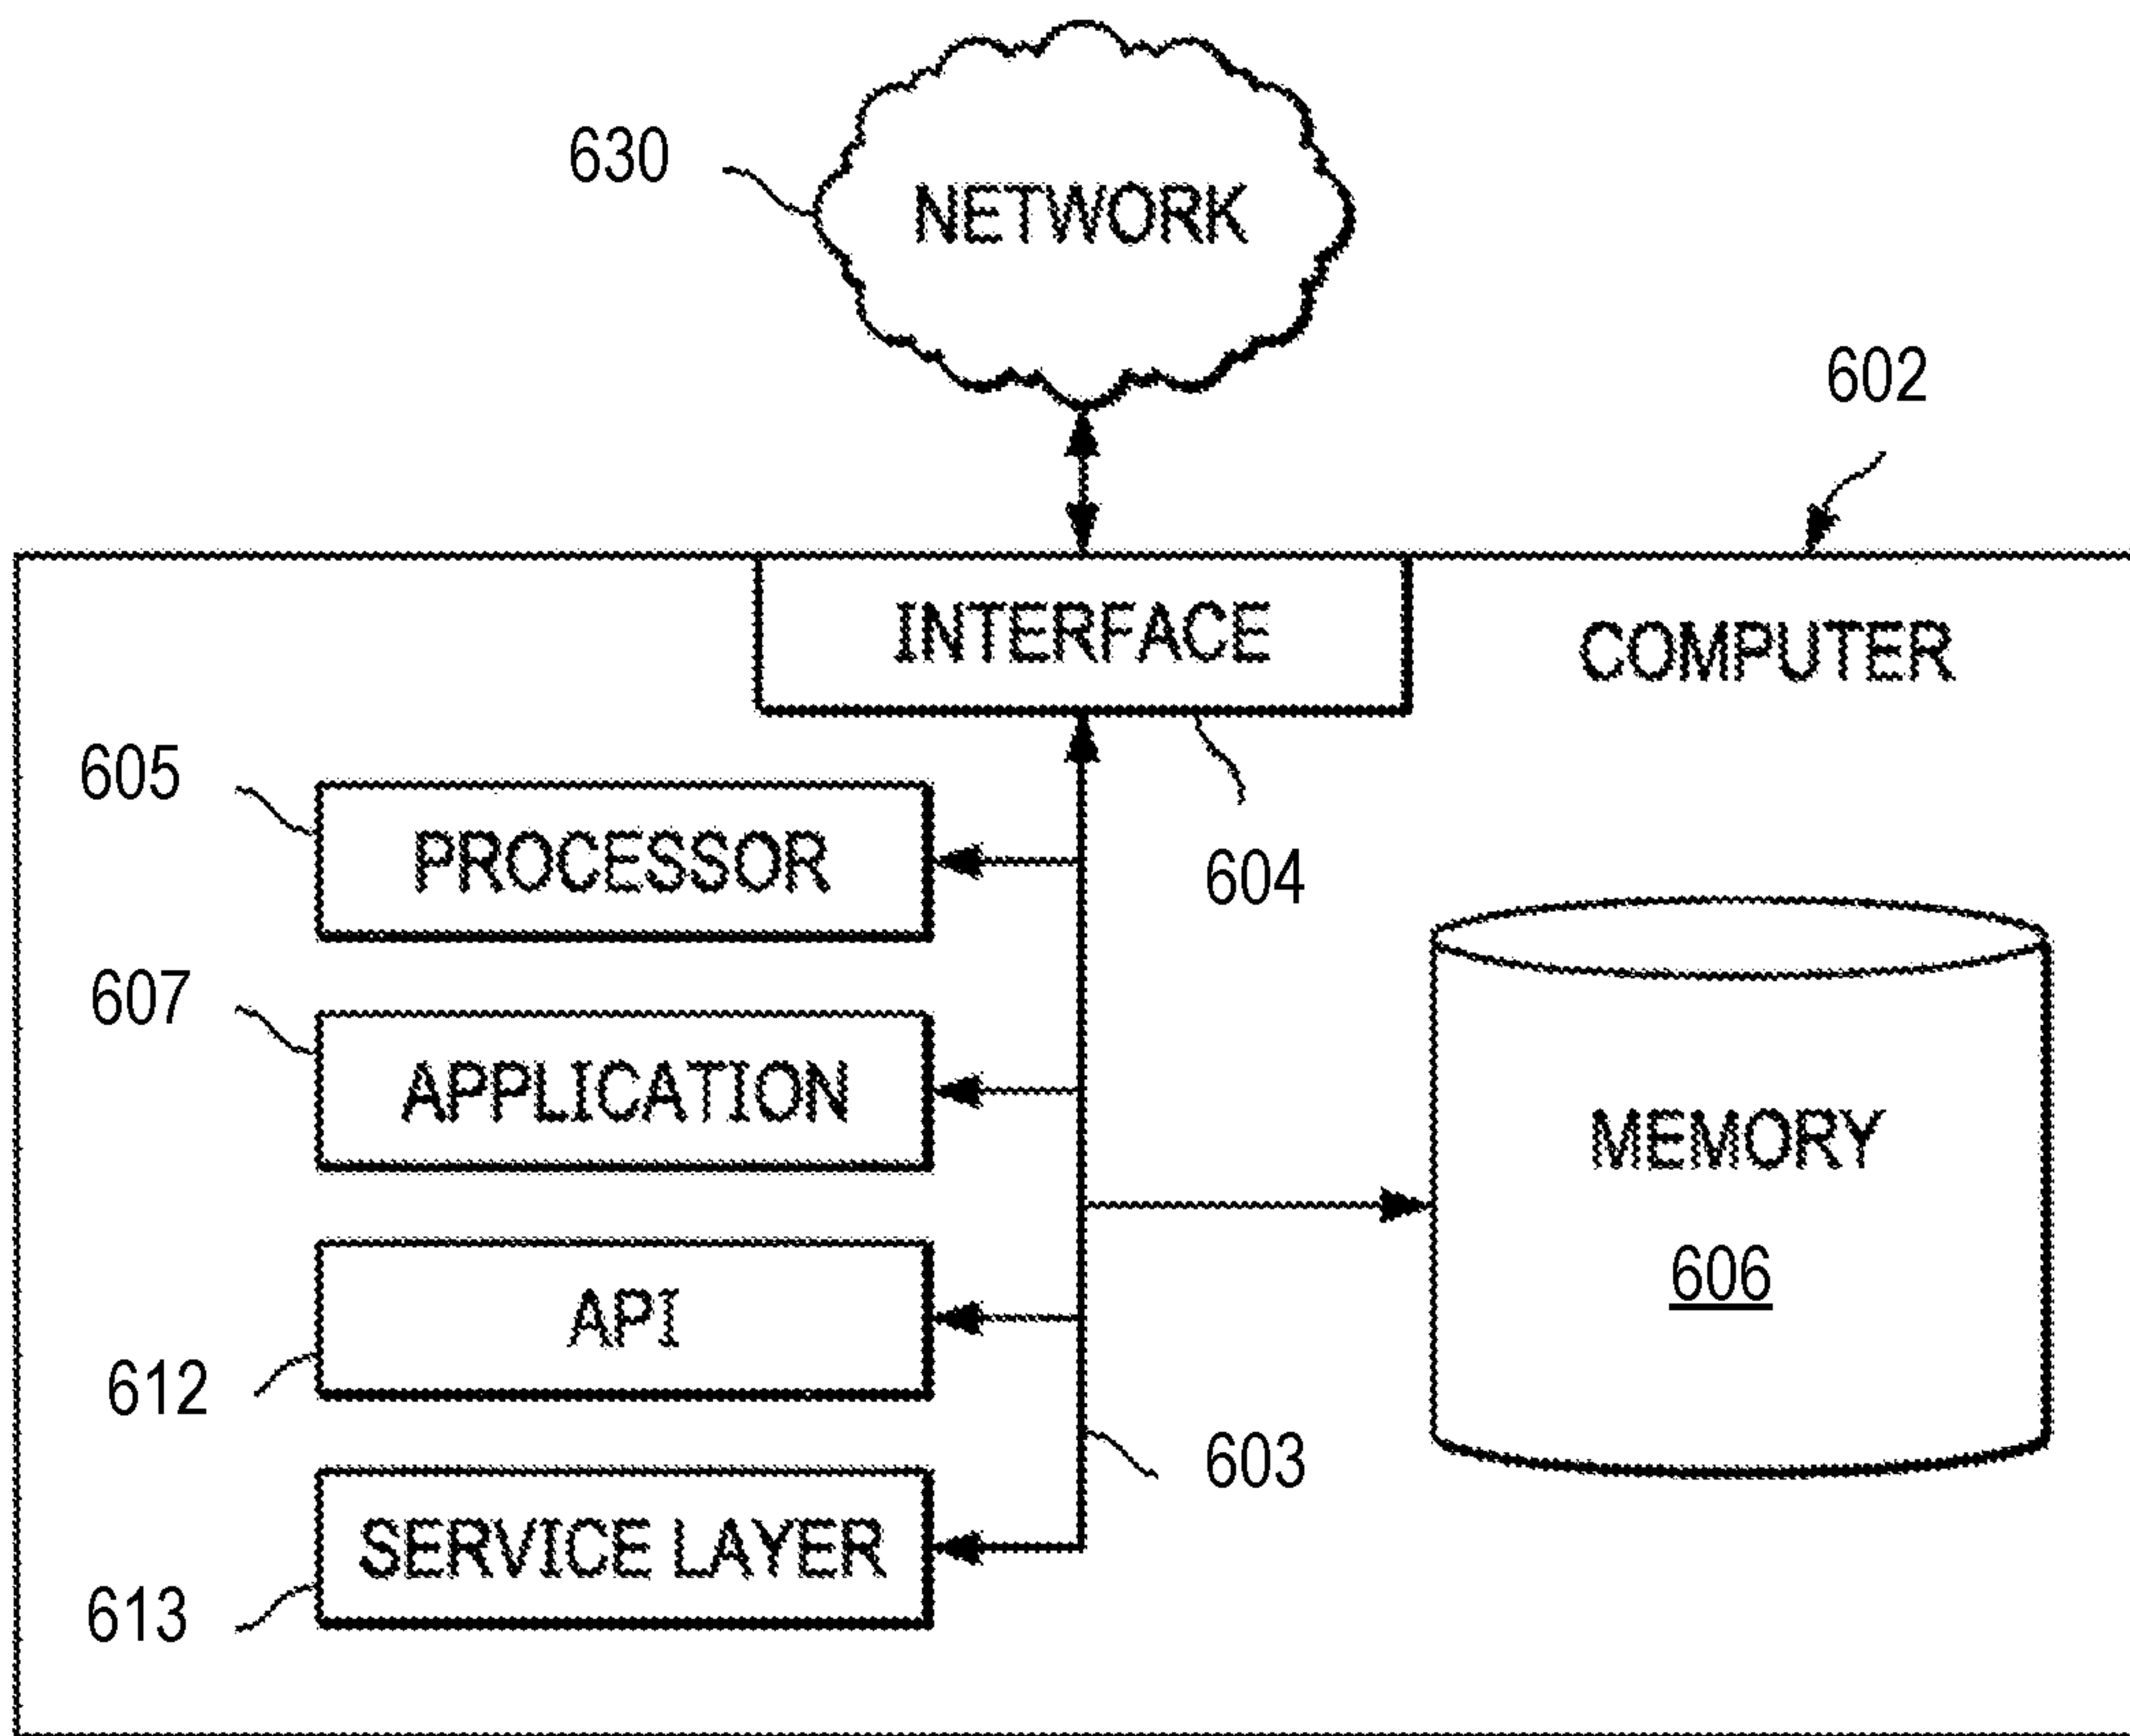 630
NETWORK
602
INTERFACE
COMPUTER
605
PROCESSOR
604
607
APPLICATION
MEMORY
606
API
612
603
SERVICE LAYER
613